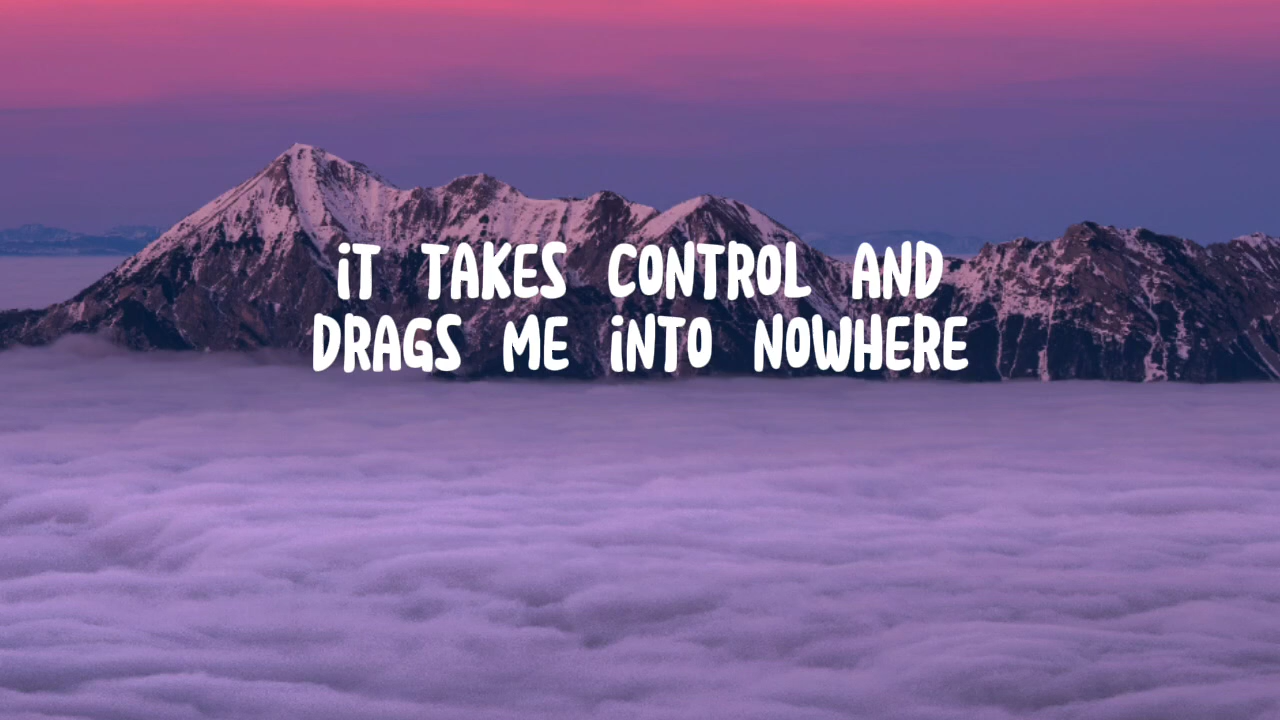 iT TAKES CONTROL AND
DRAGS ME iNTO NOWHERE